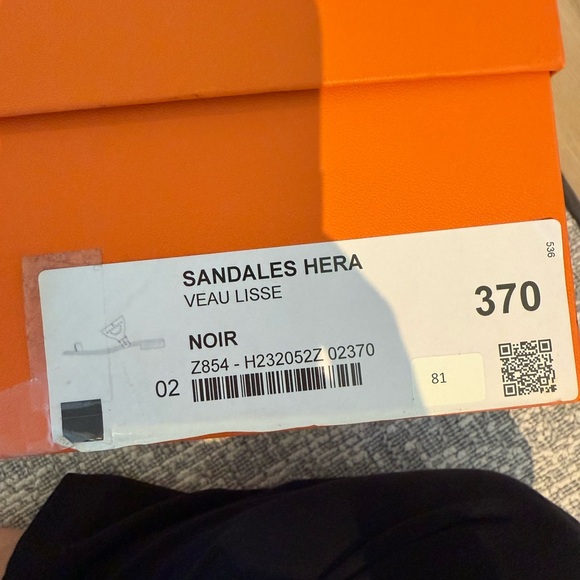 536
SANDALES HERA
VEAU LISSE
370
NOIR
Z854 - H232052Z 02370
02
81